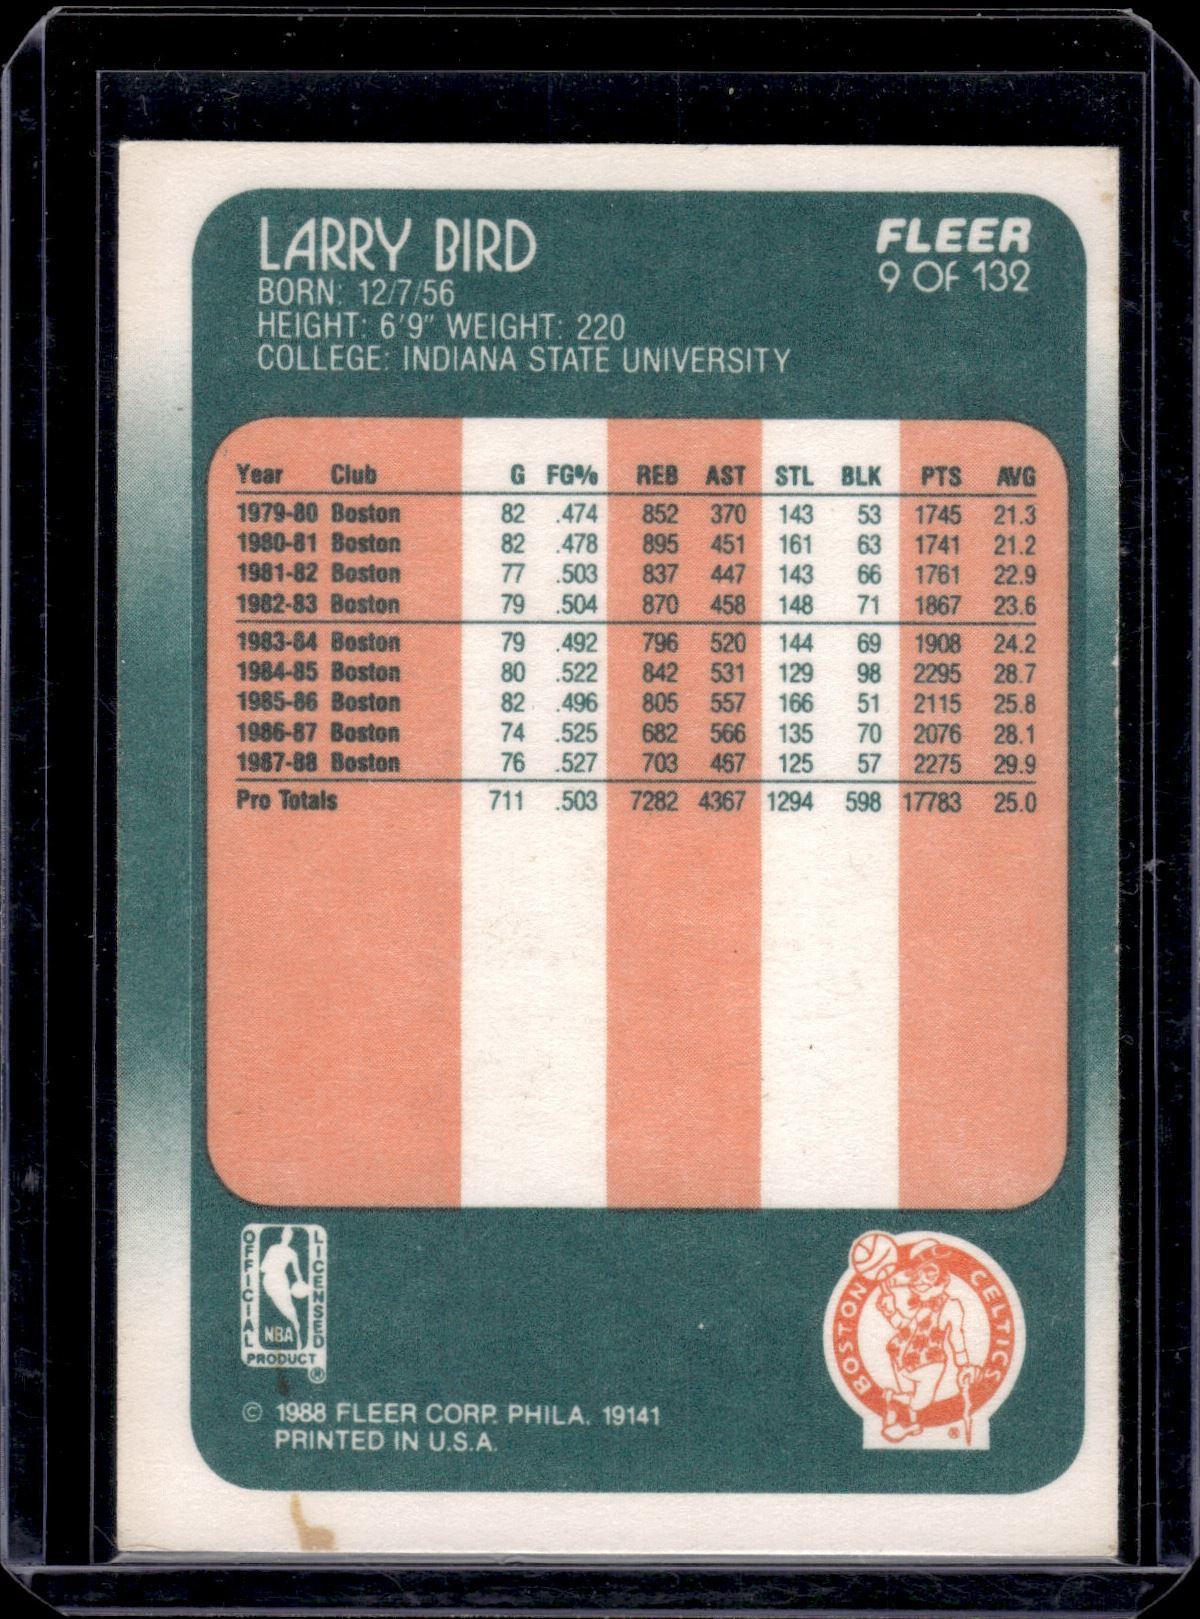 LARRY BIRD
FLEER
9 OF 132
BORN: 12/7/56
HEIGHT: 6'9" WEIGHT: 220
COLLEGE: INDIANA STATE UNIVERSITY
Year Club G FG% REB AST STL BLK PTS AVG
1979-80 Boston 82 .474 852 370 143 53 1745 21.3
1980-81 Boston 82 .478 895 451 161 63 1741 21.2
1981-82 Boston 77 .503 837 447 143 66 1761 22.9
1982-83 Boston 79 .504 870 458 148 71 1867 23.6
1983-84 Boston 79 .492 796 520 144 69 1908 24.2
1984-85 Boston 80 .522 842 531 129 98 2295 28.7
1985-86 Boston 82 .496 805 557 166 51 2115 25.8
1986-87 Boston 74 .525 682 566 135 70 2076 28.1
1987-88 Boston 76 .527 703 467 125 57 2275 29.9
Pro Totals 711 .503 7282 4367 1294 598 17783 25.0
OFFICIAL
LICENSED
NBA
PRODUCT
®
BOSTON CELTICS
®
© 1988 FLEER CORP. PHILA. 19141
PRINTED IN U.S.A.